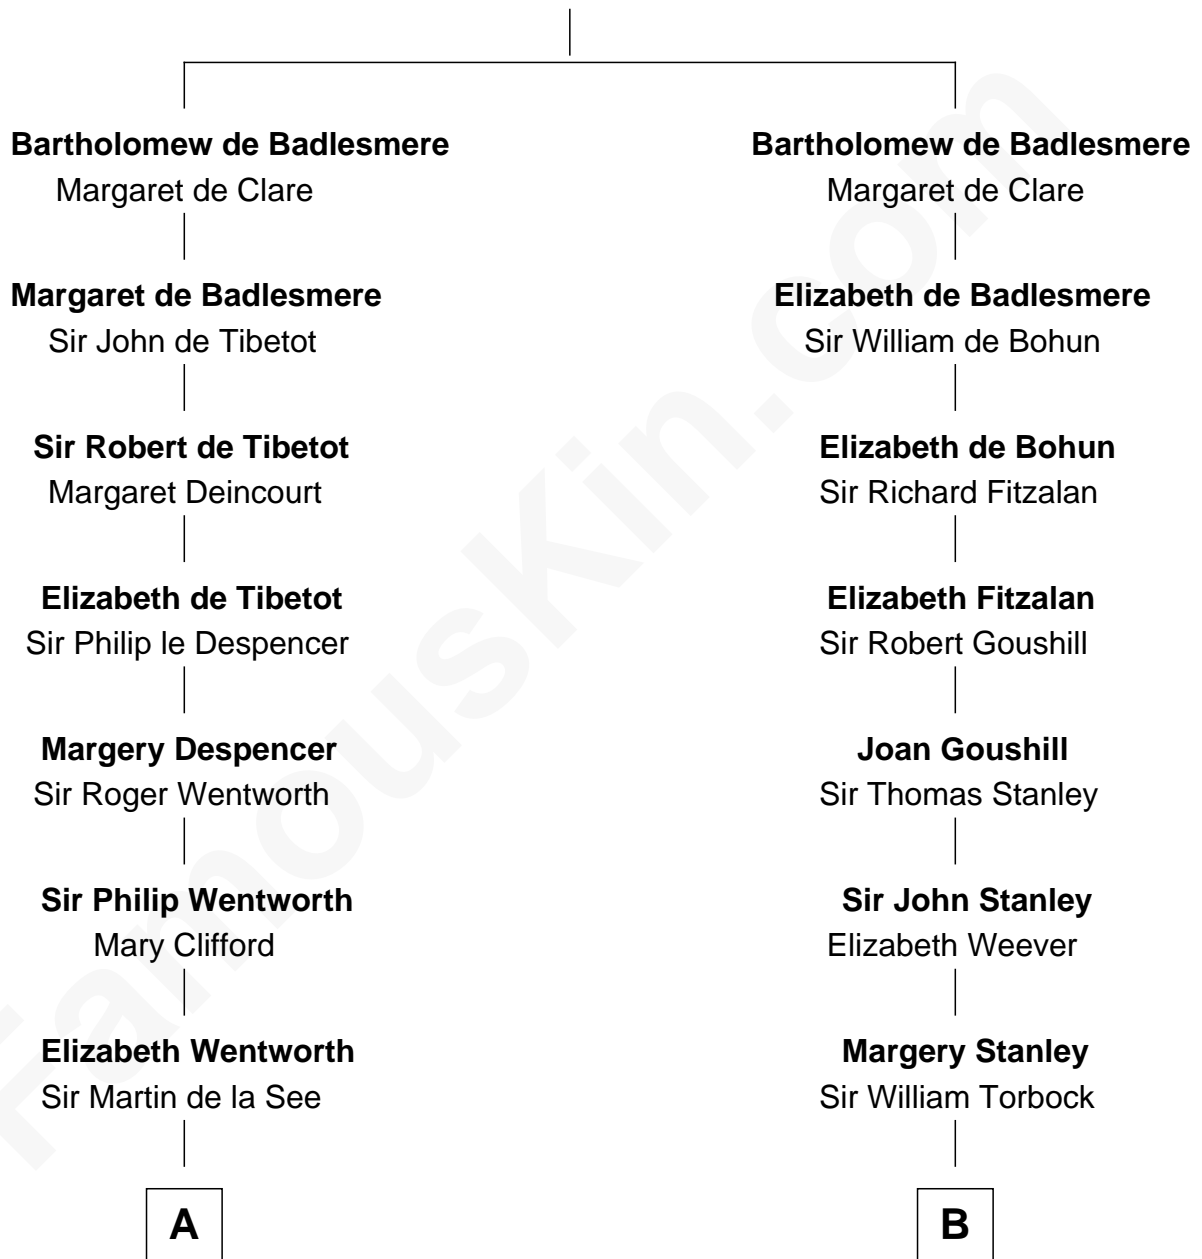 Bartholomew de Badlesmere
Margaret de Clare
Margaret de Badlesmere
Sir John de Tibetot
Sir Robert de Tibetot
Margaret Deincourt
Elizabeth de Tibetot
Sir Philip le Despencer
Margery Despencer
Sir Roger Wentworth
Sir Philip Wentworth
Mary Clifford
Elizabeth Wentworth
Sir Martin de la See
A
Bartholomew de Badlesmere
Margaret de Clare
Elizabeth de Badlesmere
Sir William de Bohun
Elizabeth de Bohun
Sir Richard Fitzalan
Elizabeth Fitzalan
Sir Robert Goushill
Joan Goushill
Sir Thomas Stanley
Sir John Stanley
Elizabeth Weever
Margery Stanley
Sir William Torbock
B
FamousKin.com